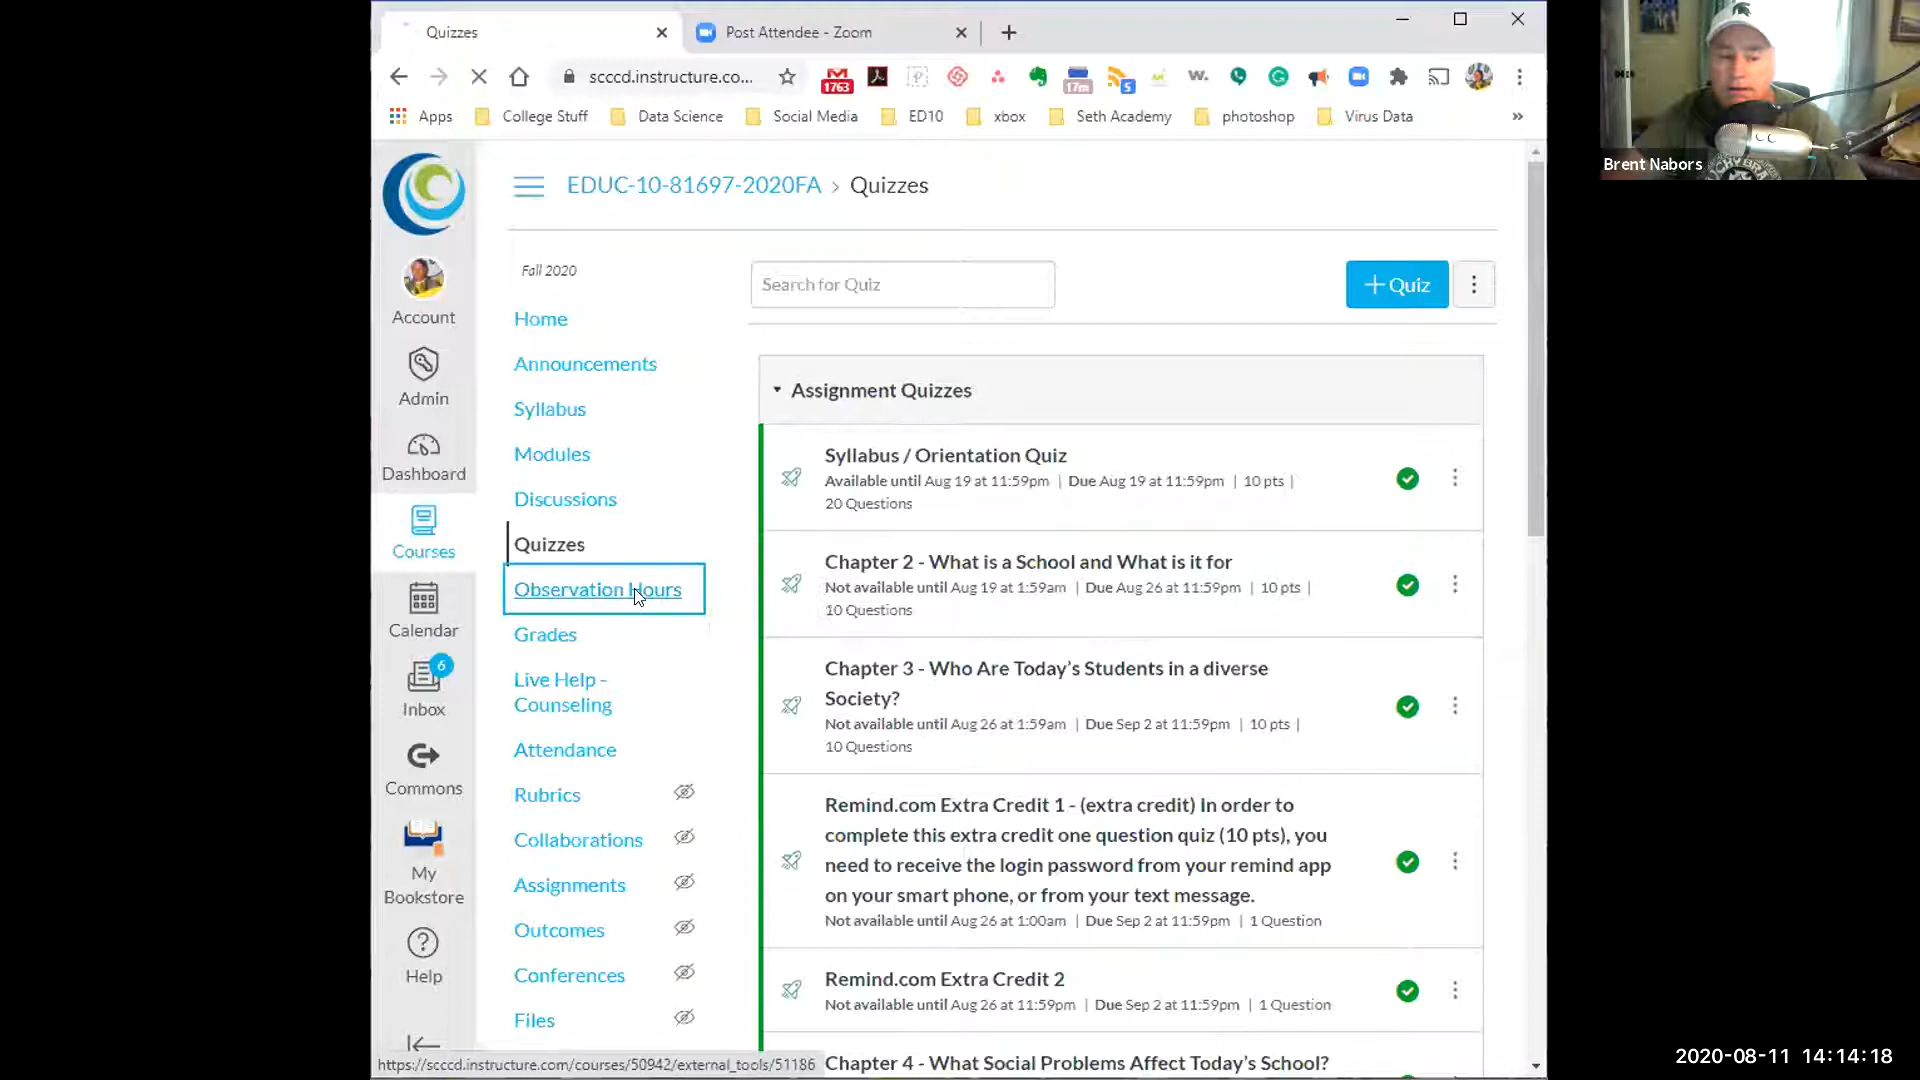 Quizzes
Post Attendee - Zoom
scccd.instructure.co...
1763
17m
5
Apps
College Stuff
Data Science
Social Media
ED10
xbox
Seth Academy
photoshop
Virus Data
»
EDUC-10-81697-2020FA › Quizzes
Account
Admin
Dashboard
Courses
Calendar
6
Inbox
Commons
My
Bookstore
Help
Fall 2020
Home
Announcements
Syllabus
Modules
Discussions
Quizzes
Observation Hours
Grades
Live Help -
Counseling
Attendance
Rubrics
Collaborations
Assignments
Outcomes
Conferences
Files
Search for Quiz
+ Quiz
Assignment Quizzes
Syllabus / Orientation Quiz
Available until Aug 19 at 11:59pm | Due Aug 19 at 11:59pm | 10 pts |
20 Questions
Chapter 2 - What is a School and What is it for
Not available until Aug 19 at 1:59am | Due Aug 26 at 11:59pm | 10 pts |
10 Questions
Chapter 3 - Who Are Today's Students in a diverse
Society?
Not available until Aug 26 at 1:59am | Due Sep 2 at 11:59pm | 10 pts |
10 Questions
Remind.com Extra Credit 1 - (extra credit) In order to
complete this extra credit one question quiz (10 pts), you
need to receive the login password from your remind app
on your smart phone, or from your text message.
Not available until Aug 26 at 1:00am | Due Sep 2 at 11:59pm | 1 Question
Remind.com Extra Credit 2
Not available until Aug 26 at 11:59pm | Due Sep 2 at 11:59pm | 1 Question
Chapter 4 - What Social Problems Affect Today's School?
https://scccd.instructure.com/courses/50942/external_tools/51186
Brent Nabors
2020-08-11 14:14:18